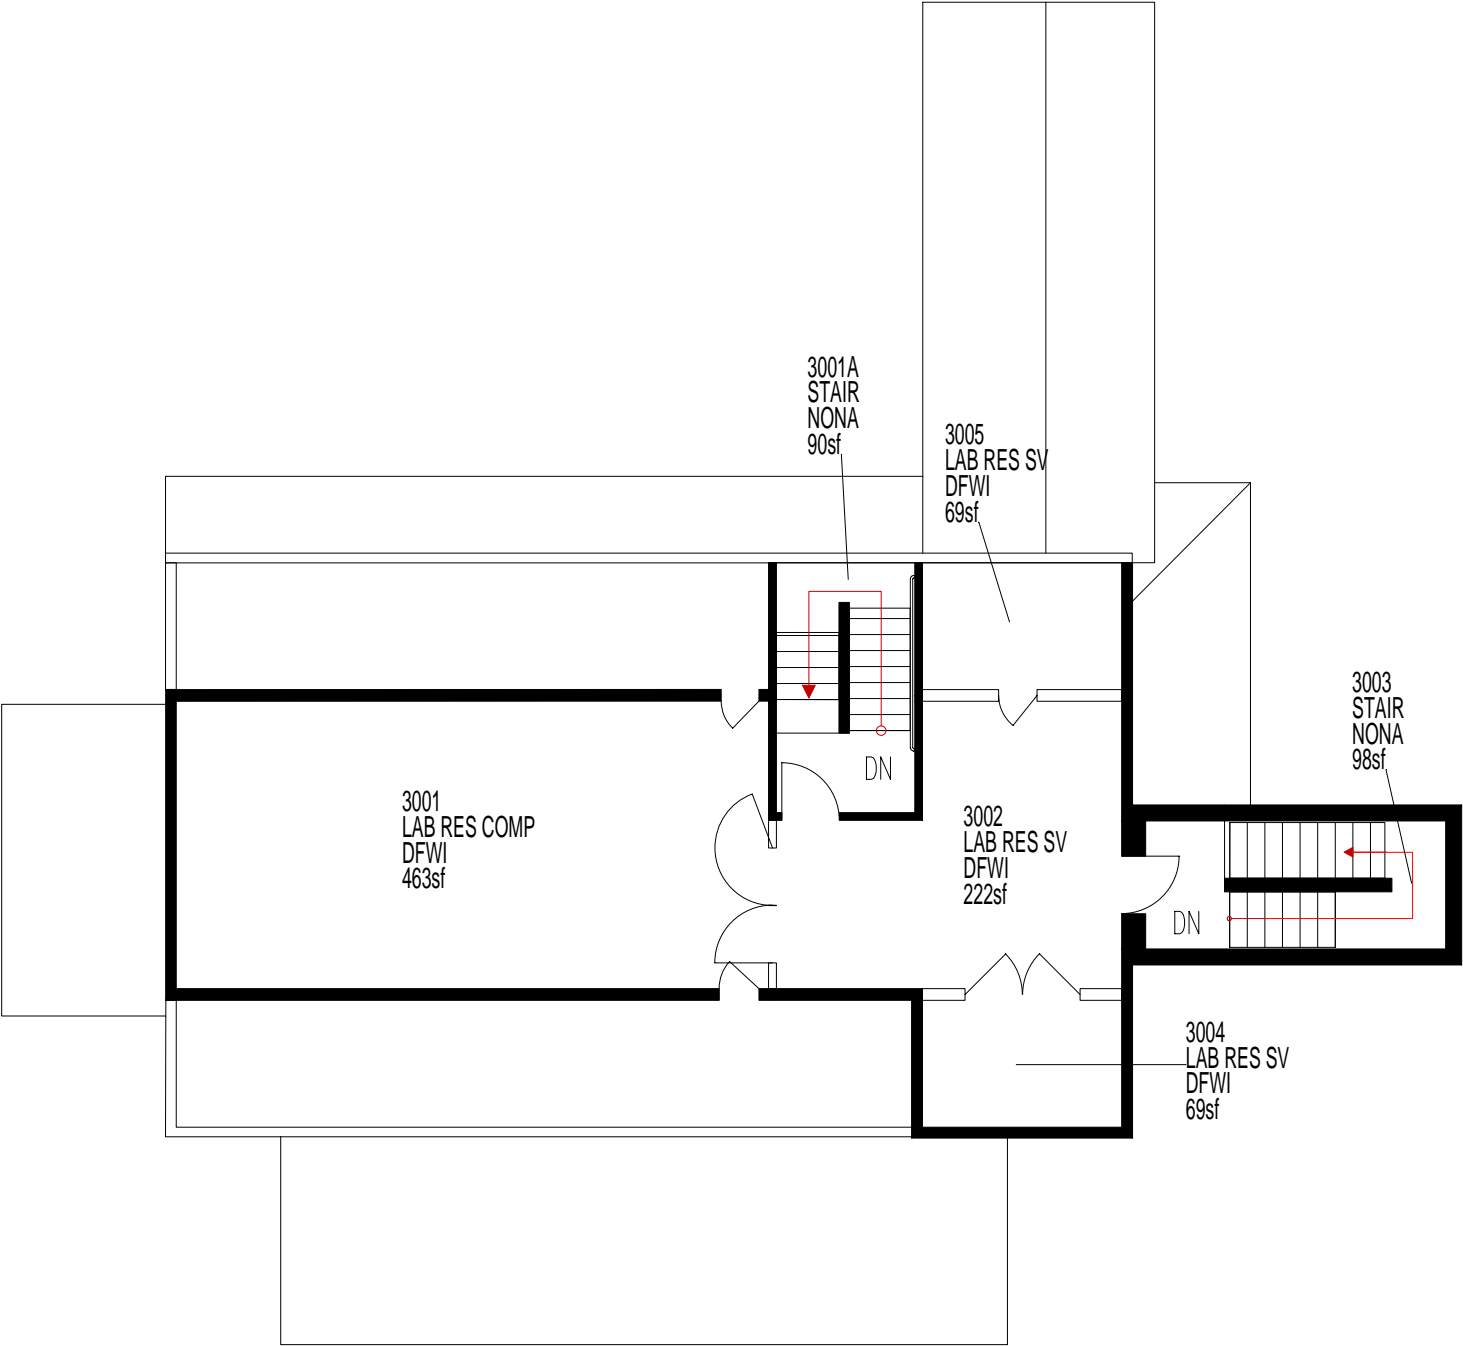 3001A
STAIR
NONA
90sf
3005
LAB RES SV
DFWI
69sf
3003
STAIR
NONA
98sf
DN
3001
LAB RES COMP
DFWI
463sf
3002
LAB RES SV
DFWI
222sf
DN
3004
LAB RES SV
DFWI
69sf